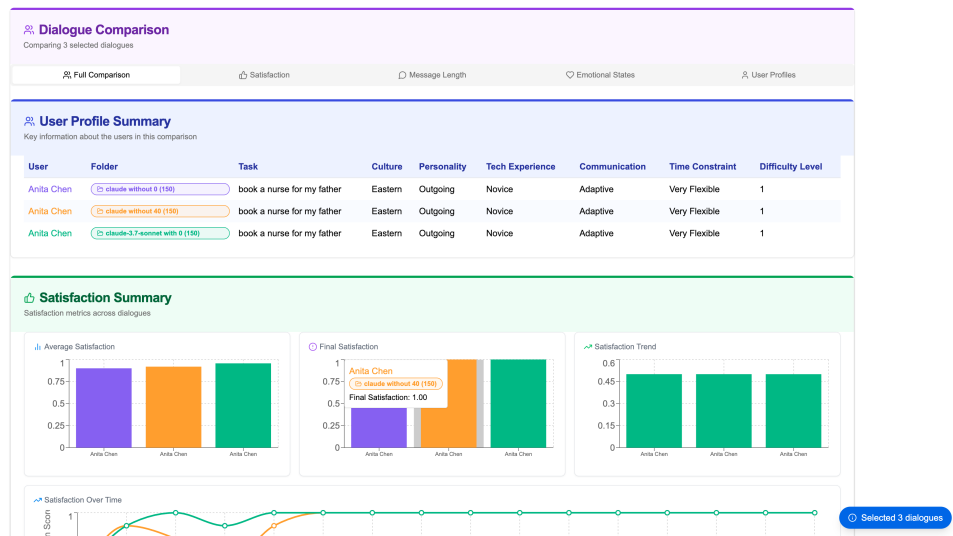 Dialogue Comparison
Comparing 3 selected dialogues
Full Comparison Satisfaction Message Length Emotional States User Profiles
User Profile Summary
Key information about the users in this comparison
User Folder Task Culture Personality Tech Experience Communication Time Constraint Difficulty Level
Anita Chen claude without 0 (150) book a nurse for my father Eastern Outgoing Novice Adaptive Very Flexible 1
Anita Chen claude without 40 (150) book a nurse for my father Eastern Outgoing Novice Adaptive Very Flexible 1
Anita Chen claude-3.7-sonnet with 0 (150) book a nurse for my father Eastern Outgoing Novice Adaptive Very Flexible 1
Satisfaction Summary
Satisfaction metrics across dialogues
Average Satisfaction
1
0.75
0.5
0.25
0
Anita Chen Anita Chen Anita Chen
Final Satisfaction
1
0.75
0.5
0.25
0
Anita Chen
claude without 40 (150)
Final Satisfaction: 1.00
Anita Chen Anita Chen Anita Chen
Satisfaction Trend
0.6
0.45
0.3
0.15
0
Anita Chen Anita Chen Anita Chen
Satisfaction Over Time
1
Selected 3 dialogues